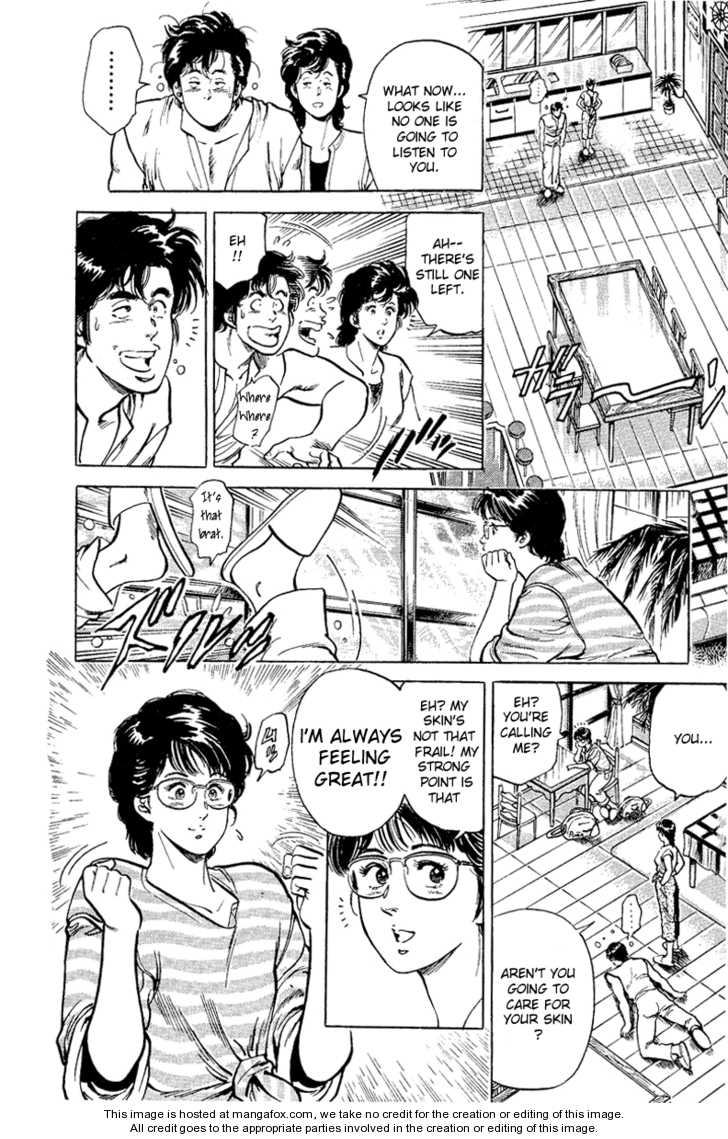 WHAT NOW...
LOOKS LIKE
NO ONE IS
GOING TO
LISTEN TO
YOU.
AH--
THERE'S
STILL ONE
LEFT.
EH
!!
Where
Where
?
It's
that
brat.
YOU...
EH?
YOU'RE
CALLING
ME?
AREN'T YOU
GOING TO
CARE FOR
YOUR SKIN
?
EH? MY
SKIN'S
NOT THAT
FRAIL! MY
STRONG
POINT IS
THAT
I'M ALWAYS
FEELING
GREAT!!
This image is hosted at mangafox.com, we take no credit for the creation or editing of this image.
All credit goes to the appropriate parties involved in the creation or editing of this image.